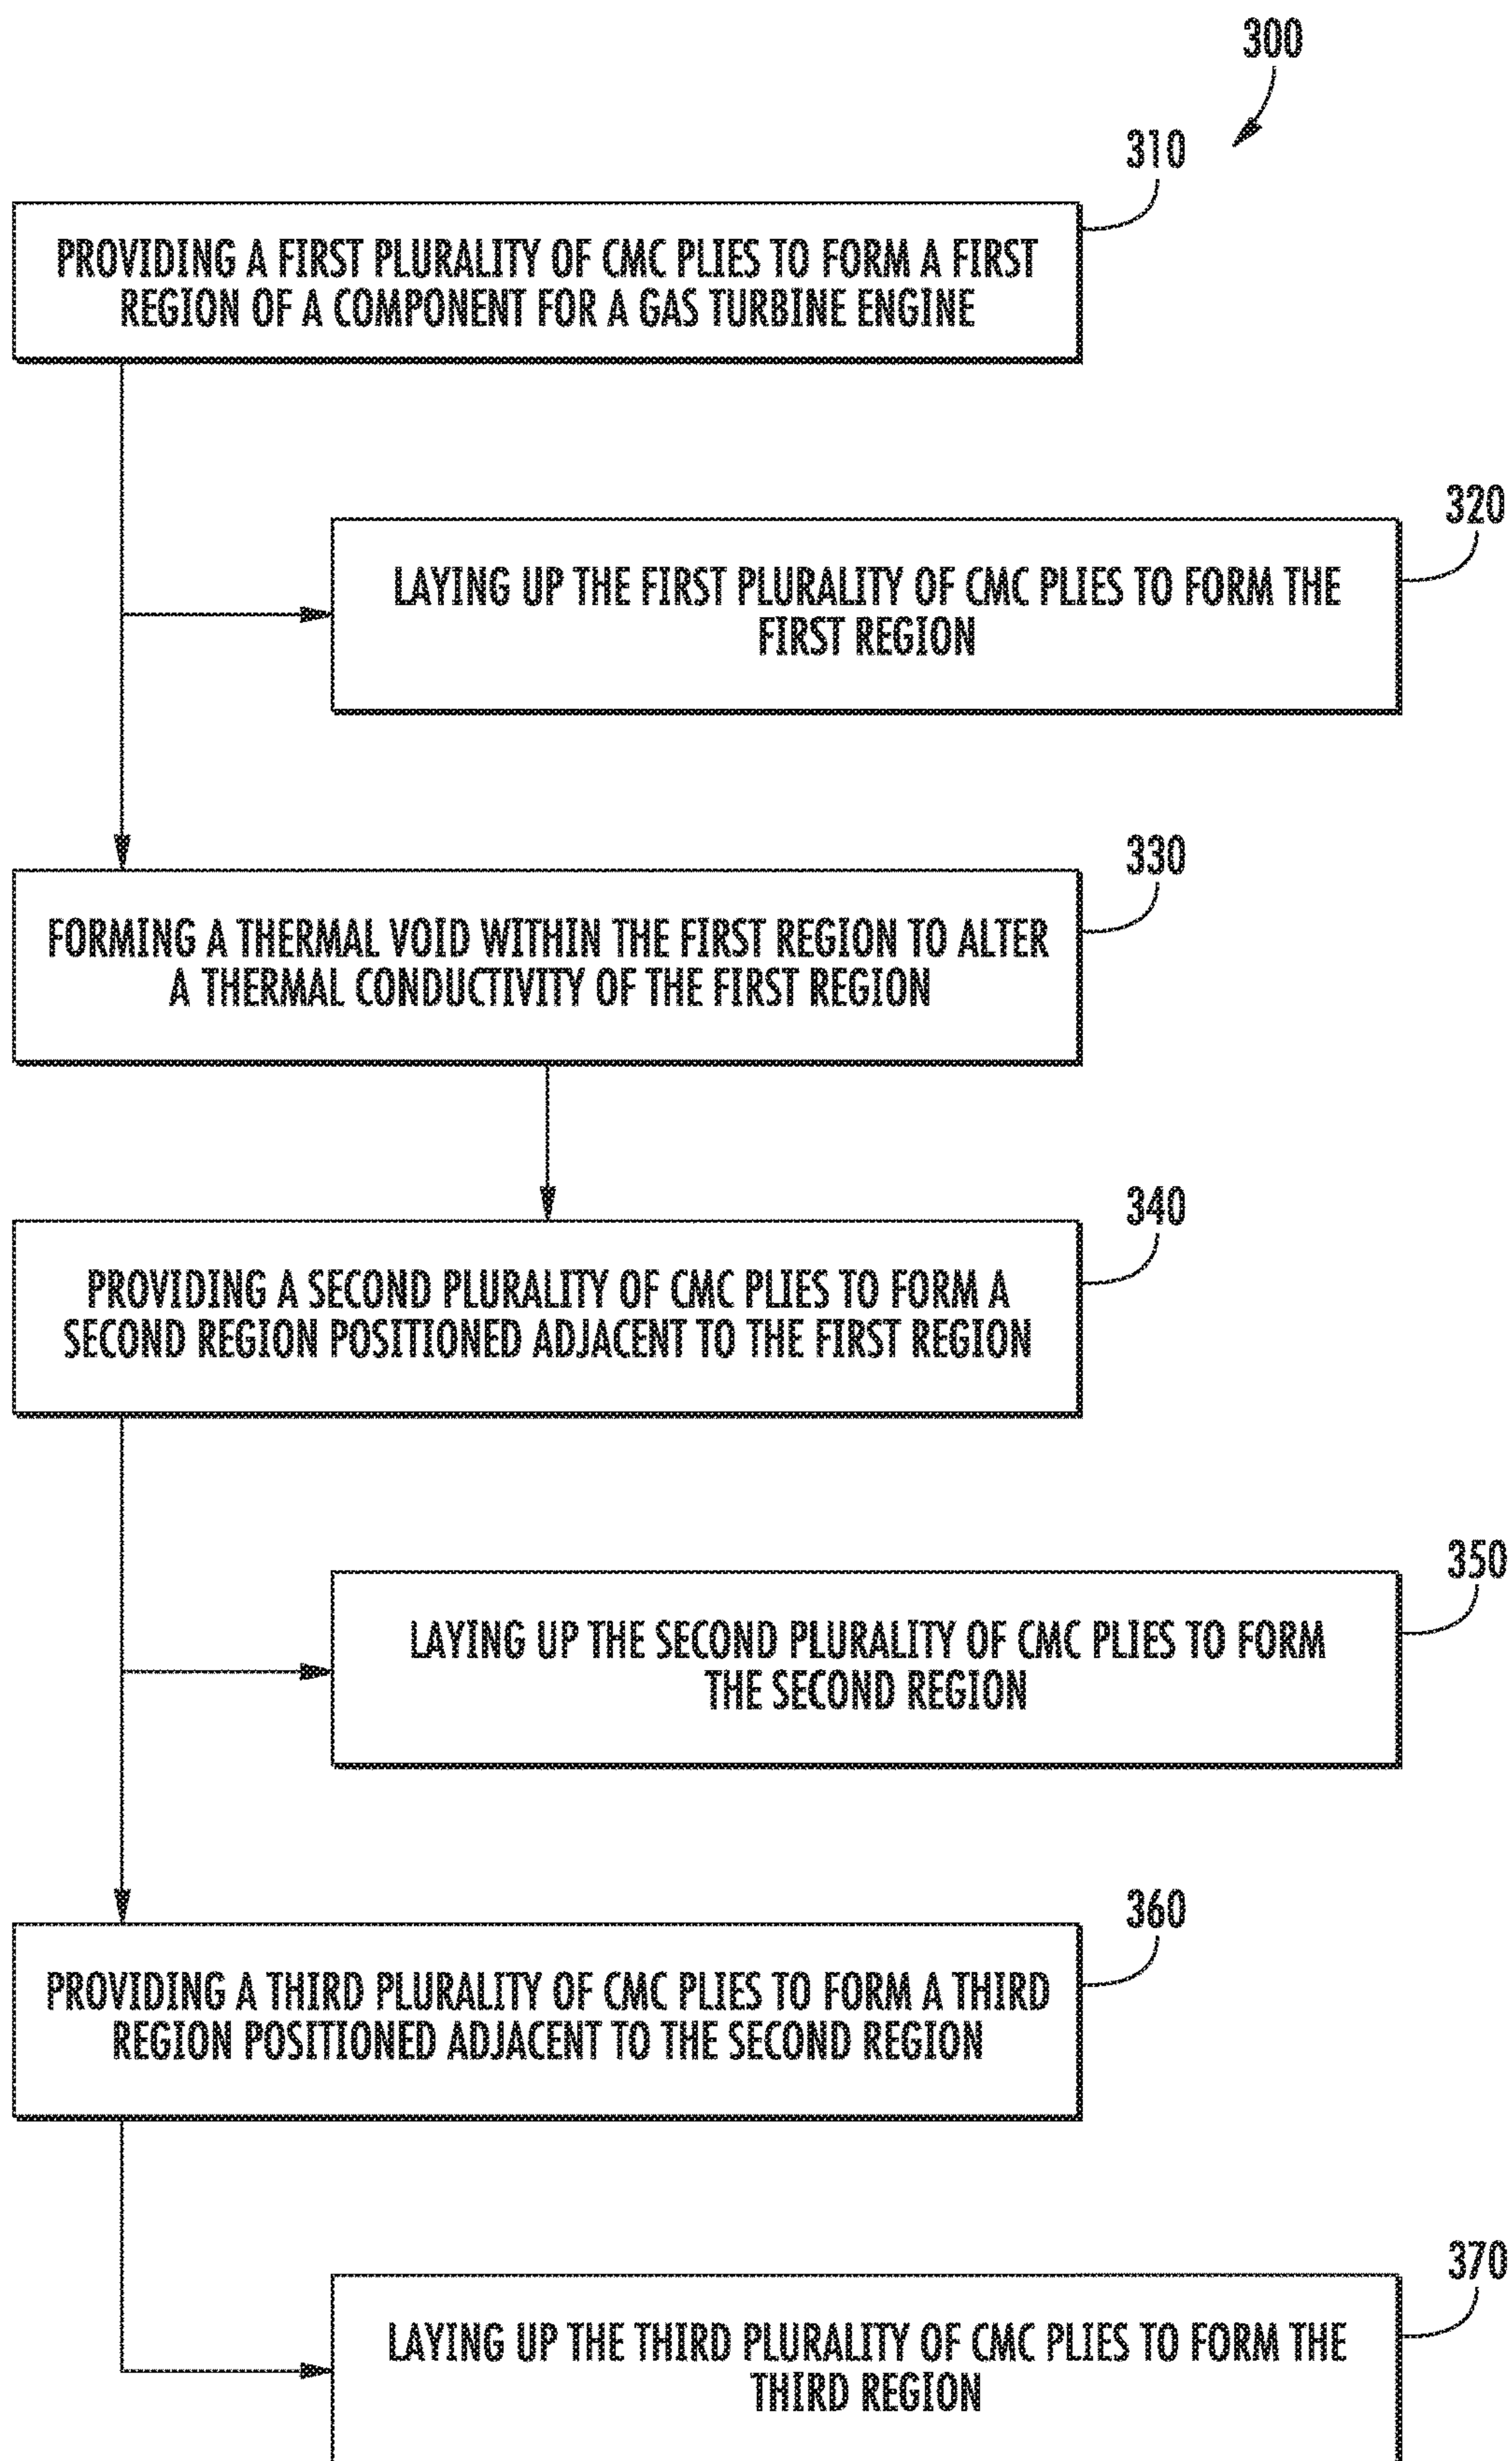 300
310
PROVIDING A FIRST PLURALITY OF CMC PLIES TO FORM A FIRST
REGION OF A COMPONENT FOR A GAS TURBINE ENGINE
320
LAYING UP THE FIRST PLURALITY OF CMC PLIES TO FORM THE
FIRST REGION
330
FORMING A THERMAL VOID WITHIN THE FIRST REGION TO ALTER
A THERMAL CONDUCTIVITY OF THE FIRST REGION
340
PROVIDING A SECOND PLURALITY OF CMC PLIES TO FORM A
SECOND REGION POSITIONED ADJACENT TO THE FIRST REGION
350
LAYING UP THE SECOND PLURALITY OF CMC PLIES TO FORM
THE SECOND REGION
360
PROVIDING A THIRD PLURALITY OF CMC PLIES TO FORM A THIRD
REGION POSITIONED ADJACENT TO THE SECOND REGION
370
LAYING UP THE THIRD PLURALITY OF CMC PLIES TO FORM THE
THIRD REGION